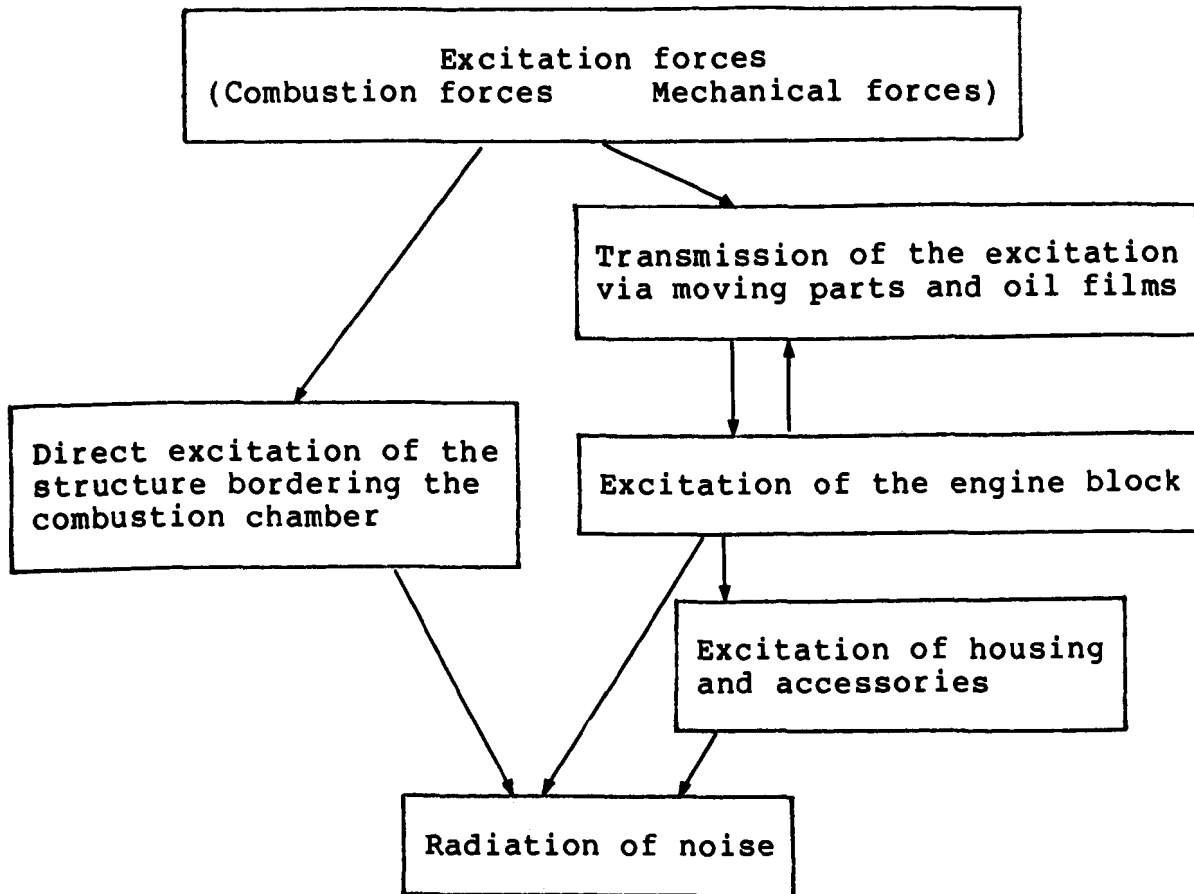 Excitation forces
(Combustion forces Mechanical forces)
Transmission of the excitation
via moving parts and oil films
Direct excitation of the
structure bordering the
combustion chamber
Excitation of the engine block
Excitation of housing
and accessories
Radiation of noise